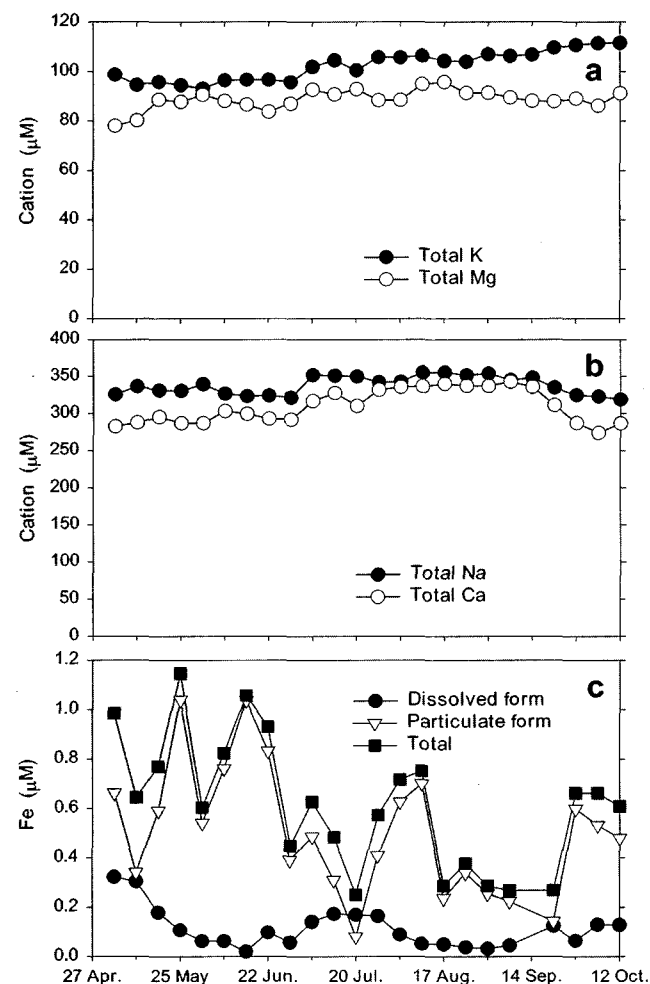 120
100
80
60
40
20
0
Cation (μM)
a
Total K
Total Mg
400
350
300
250
200
150
100
50
0
Cation (μM)
b
Total Na
Total Ca
1.2
1.0
0.8
0.6
0.4
0.2
0.0
Fe (μM)
c
Dissolved form
Particulate form
Total
27 Apr. 25 May 22 Jun. 20 Jul. 17 Aug. 14 Sep. 12 Oct.